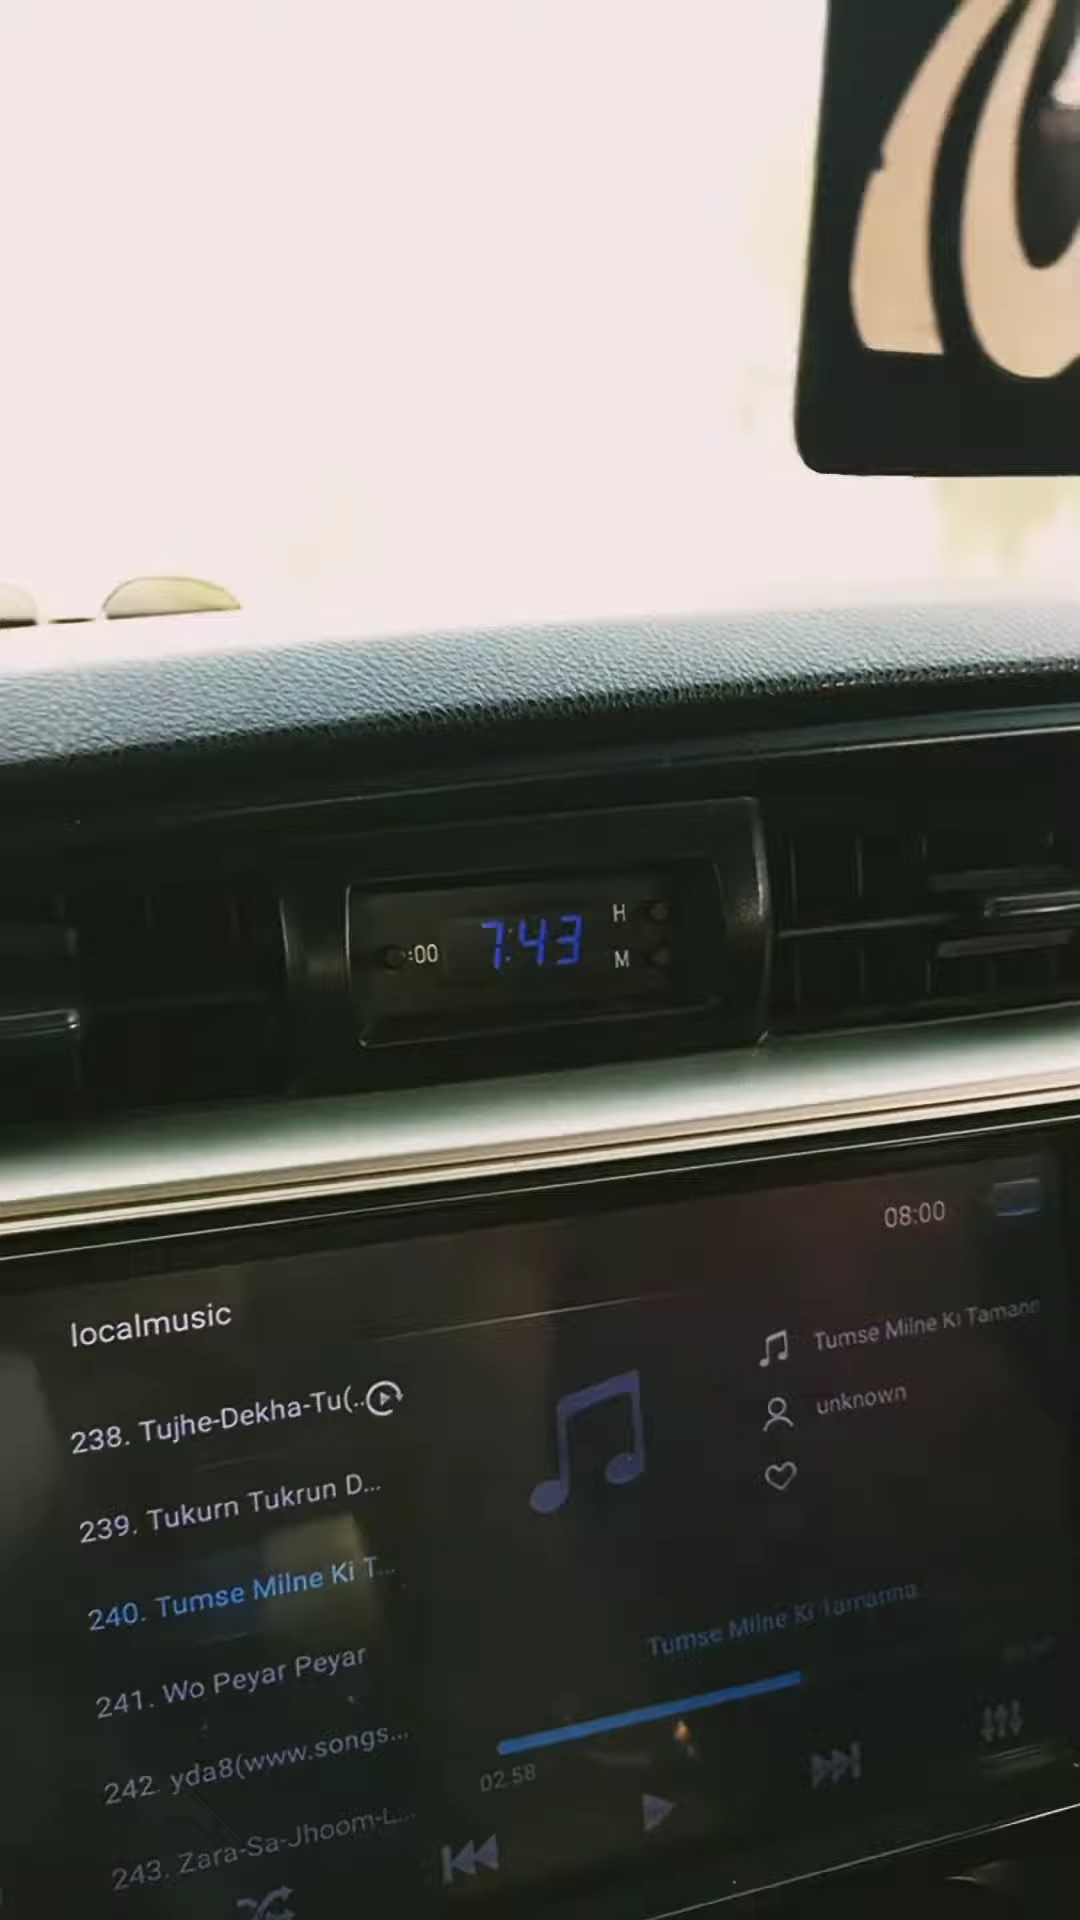 :00 7:43 H
M
08:00
localmusic
238. Tujhe-Dekha-Tu(..
239. Tukurn Tukrun D...
240. Tumse Milne Ki T...
241. Wo Peyar Peyar
242. yda8(www.songs...
243. Zara-Sa-Jhoom-L...
Tumse Milne Ki Tamann
unknown
Tumse Milne Ki Tamanna
02:58